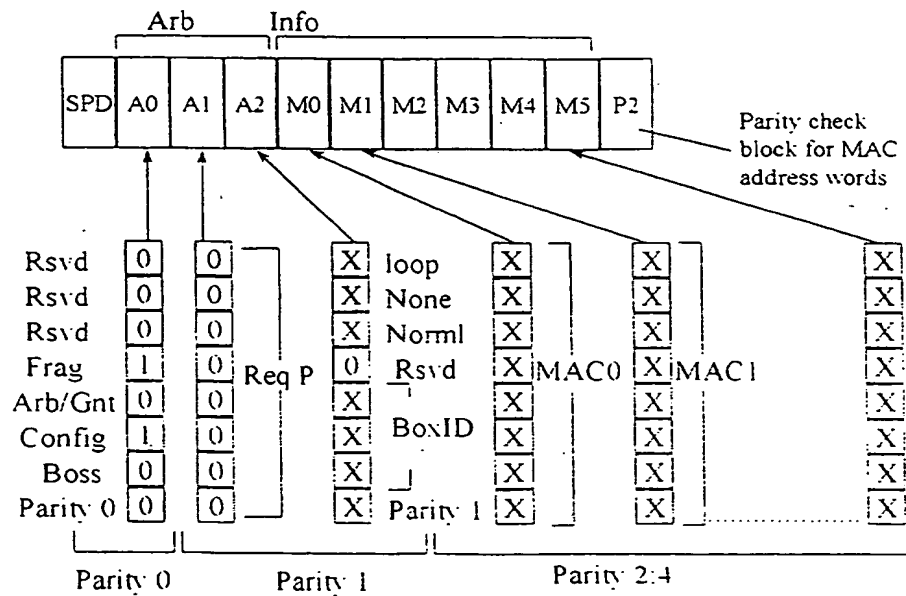 Arb Info
SPD A0 A1 A2 M0 M1 M2 M3 M4 M5 P2
Parity check
block for MAC
address words
Rsvd 0 0 X loop X X X
Rsvd 0 0 X None X X X
Rsvd 0 0 X Norml X X X
Frag 1 0 Req P 0 Rsvd X MAC0 X MAC1 X
Arb/Gnt 0 0 X X X X
Config 1 0 X BoxID X X X
Boss 0 0 X X X X
Parity 0 0 0 X Parity 1 X X X
Parity 0 Parity 1 Parity 2:4